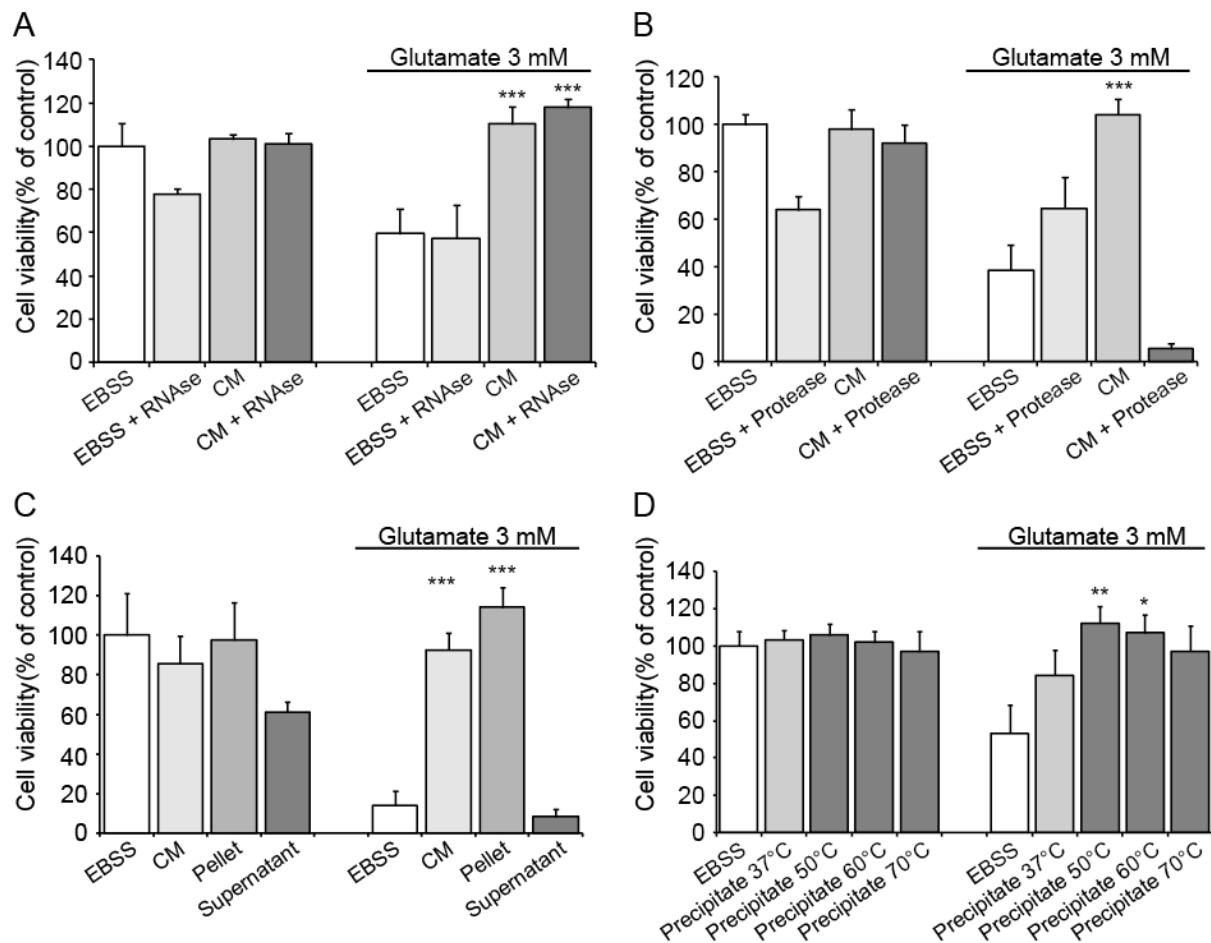 A
Glutamate 3 mM
Cell viability(% of control)
140
120
100
80
60
40
20
0
*** ***
EBSS
EBSS + RNAse
CM
CM + RNAse
EBSS
EBSS + RNAse
CM
CM + RNAse
B
Glutamate 3 mM
Cell viability(% of control)
120
100
80
60
40
20
0
***
EBSS
EBSS + Protease
CM
CM + Protease
EBSS
EBSS + Protease
CM
CM + Protease
C
Glutamate 3 mM
Cell viability(% of control)
140
120
100
80
60
40
20
0
*** ***
EBSS
CM
Pellet
Supernatant
EBSS
CM
Pellet
Supernatant
D
Glutamate 3 mM
Cell viability(% of control)
140
120
100
80
60
40
20
0
** *
EBSS
Precipitate 37°C
Precipitate 50°C
Precipitate 60°C
Precipitate 70°C
EBSS
Precipitate 37°C
Precipitate 50°C
Precipitate 60°C
Precipitate 70°C